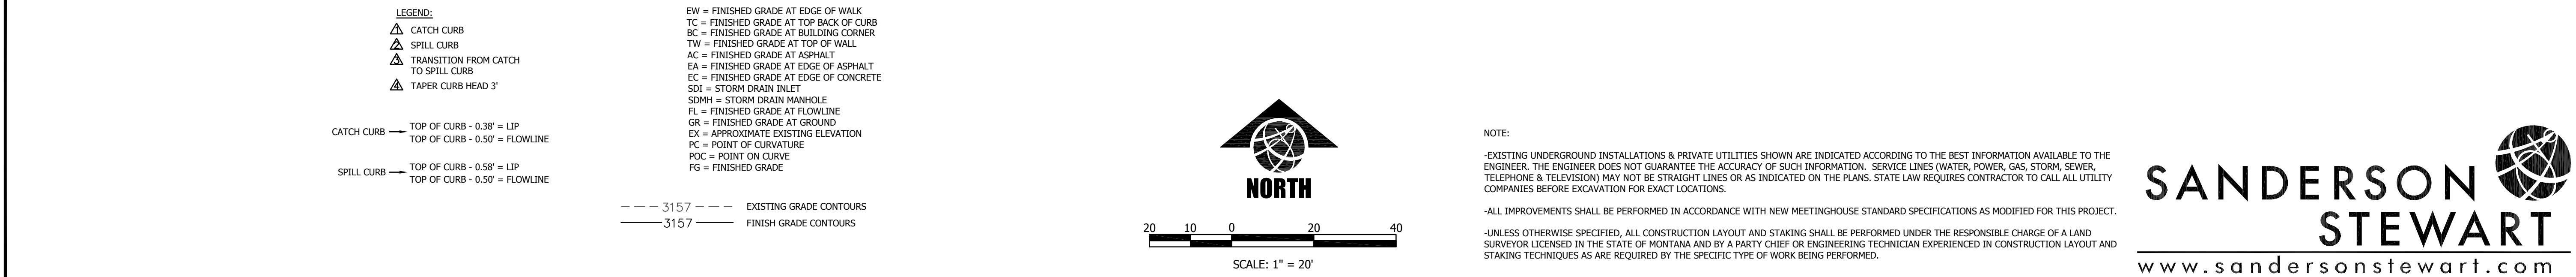 LEGEND:
1 CATCH CURB
2 SPILL CURB
3 TRANSITION FROM CATCH
TO SPILL CURB
4 TAPER CURB HEAD 3'
CATCH CURB
TOP OF CURB - 0.38' = LIP
TOP OF CURB - 0.50' = FLOWLINE
SPILL CURB
TOP OF CURB - 0.58' = LIP
TOP OF CURB - 0.50' = FLOWLINE
EW = FINISHED GRADE AT EDGE OF WALK
TC = FINISHED GRADE AT TOP BACK OF CURB
BC = FINISHED GRADE AT BUILDING CORNER
TW = FINISHED GRADE AT TOP OF WALL
AC = FINISHED GRADE AT ASPHALT
EA = FINISHED GRADE AT EDGE OF ASPHALT
EC = FINISHED GRADE AT EDGE OF CONCRETE
SDI = STORM DRAIN INLET
SDMH = STORM DRAIN MANHOLE
FL = FINISHED GRADE AT FLOWLINE
GR = FINISHED GRADE AT GROUND
EX = APPROXIMATE EXISTING ELEVATION
PC = POINT OF CURVATURE
POC = POINT ON CURVE
FG = FINISHED GRADE
3157 EXISTING GRADE CONTOURS
3157 FINISH GRADE CONTOURS
NORTH
20 10 0 20 40
SCALE: 1" = 20'
NOTE:
-EXISTING UNDERGROUND INSTALLATIONS & PRIVATE UTILITIES SHOWN ARE INDICATED ACCORDING TO THE BEST INFORMATION AVAILABLE TO THE
ENGINEER. THE ENGINEER DOES NOT GUARANTEE THE ACCURACY OF SUCH INFORMATION. SERVICE LINES (WATER, POWER, GAS, STORM, SEWER,
TELEPHONE & TELEVISION) MAY NOT BE STRAIGHT LINES OR AS INDICATED ON THE PLANS. STATE LAW REQUIRES CONTRACTOR TO CALL ALL UTILITY
COMPANIES BEFORE EXCAVATION FOR EXACT LOCATIONS.
-ALL IMPROVEMENTS SHALL BE PERFORMED IN ACCORDANCE WITH NEW MEETINGHOUSE STANDARD SPECIFICATIONS AS MODIFIED FOR THIS PROJECT.
-UNLESS OTHERWISE SPECIFIED, ALL CONSTRUCTION LAYOUT AND STAKING SHALL BE PERFORMED UNDER THE RESPONSIBLE CHARGE OF A LAND
SURVEYOR LICENSED IN THE STATE OF MONTANA AND BY A PARTY CHIEF OR ENGINEERING TECHNICIAN EXPERIENCED IN CONSTRUCTION LAYOUT AND
STAKING TECHNIQUES AS ARE REQUIRED BY THE SPECIFIC TYPE OF WORK BEING PERFORMED.
SANDERSON
STEWART
www.sandersonstewart.com